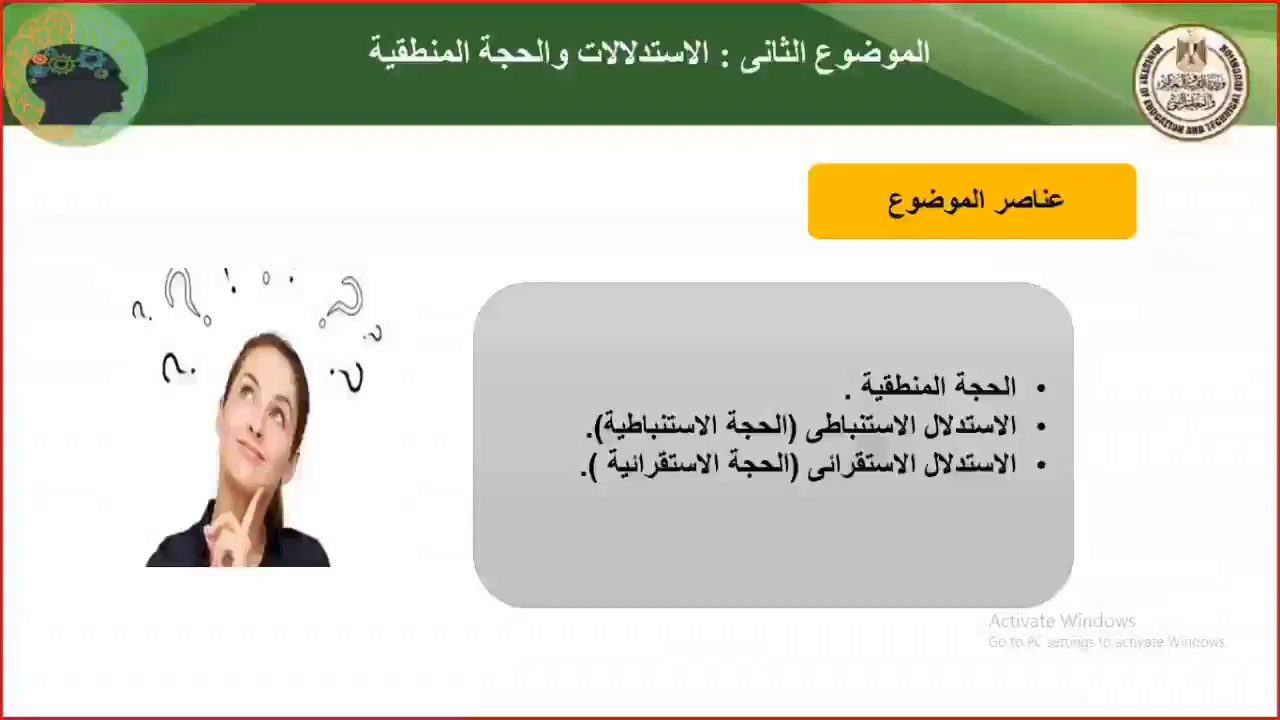 الموضوع الثانى : الاستدلالات والحجة المنطقية
عناصر الموضوع
• الحجة المنطقية .
• الاستدلال الاستنباطى (الحجة الاستنباطية).
• الاستدلال الاستقرائى (الحجة الاستقرائية ).
Activate Windows
Go to PC settings to activate Windows.